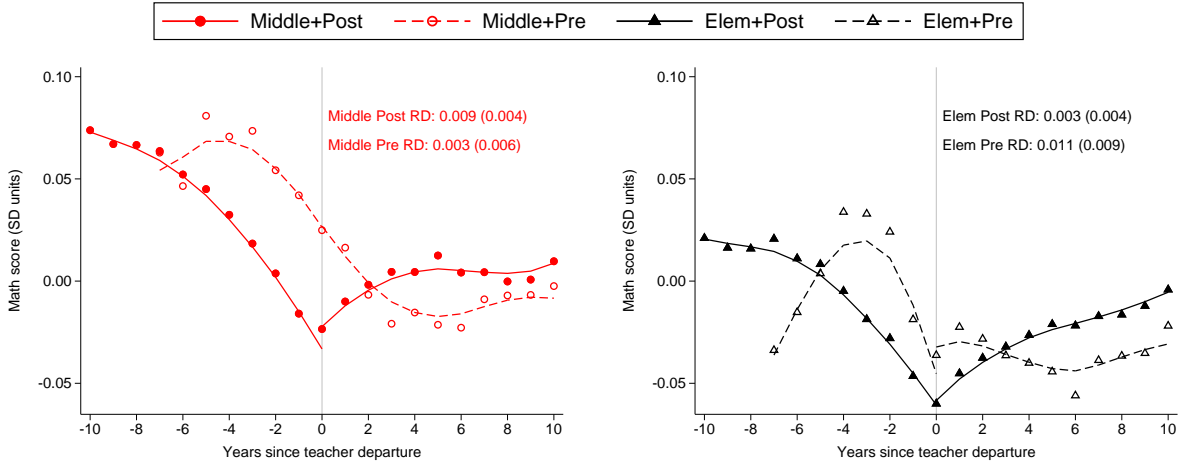 Middle+Post Middle+Pre Elem+Post Elem+Pre
0.10
0.05
0.00
-0.05
Math score (SD units)
Middle Post RD: 0.009 (0.004)
Middle Pre RD: 0.003 (0.006)
-10 -8 -6 -4 -2 0 2 4 6 8 10
Years since teacher departure
0.10
0.05
0.00
-0.05
Math score (SD units)
Elem Post RD: 0.003 (0.004)
Elem Pre RD: 0.011 (0.009)
-10 -8 -6 -4 -2 0 2 4 6 8 10
Years since teacher departure